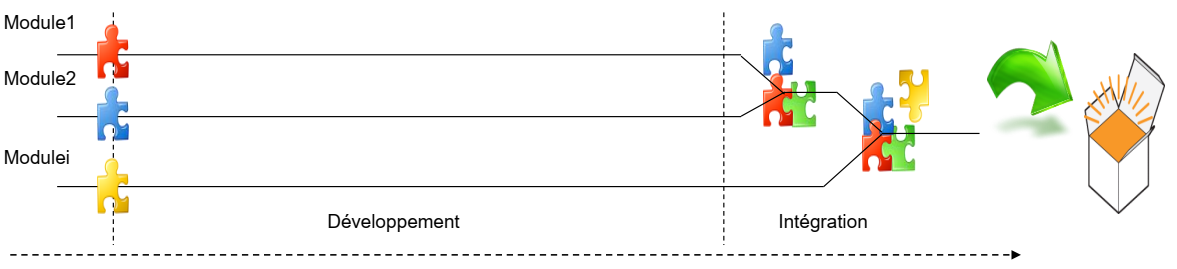 Module1
Module2
Modulei
Développement
Intégration